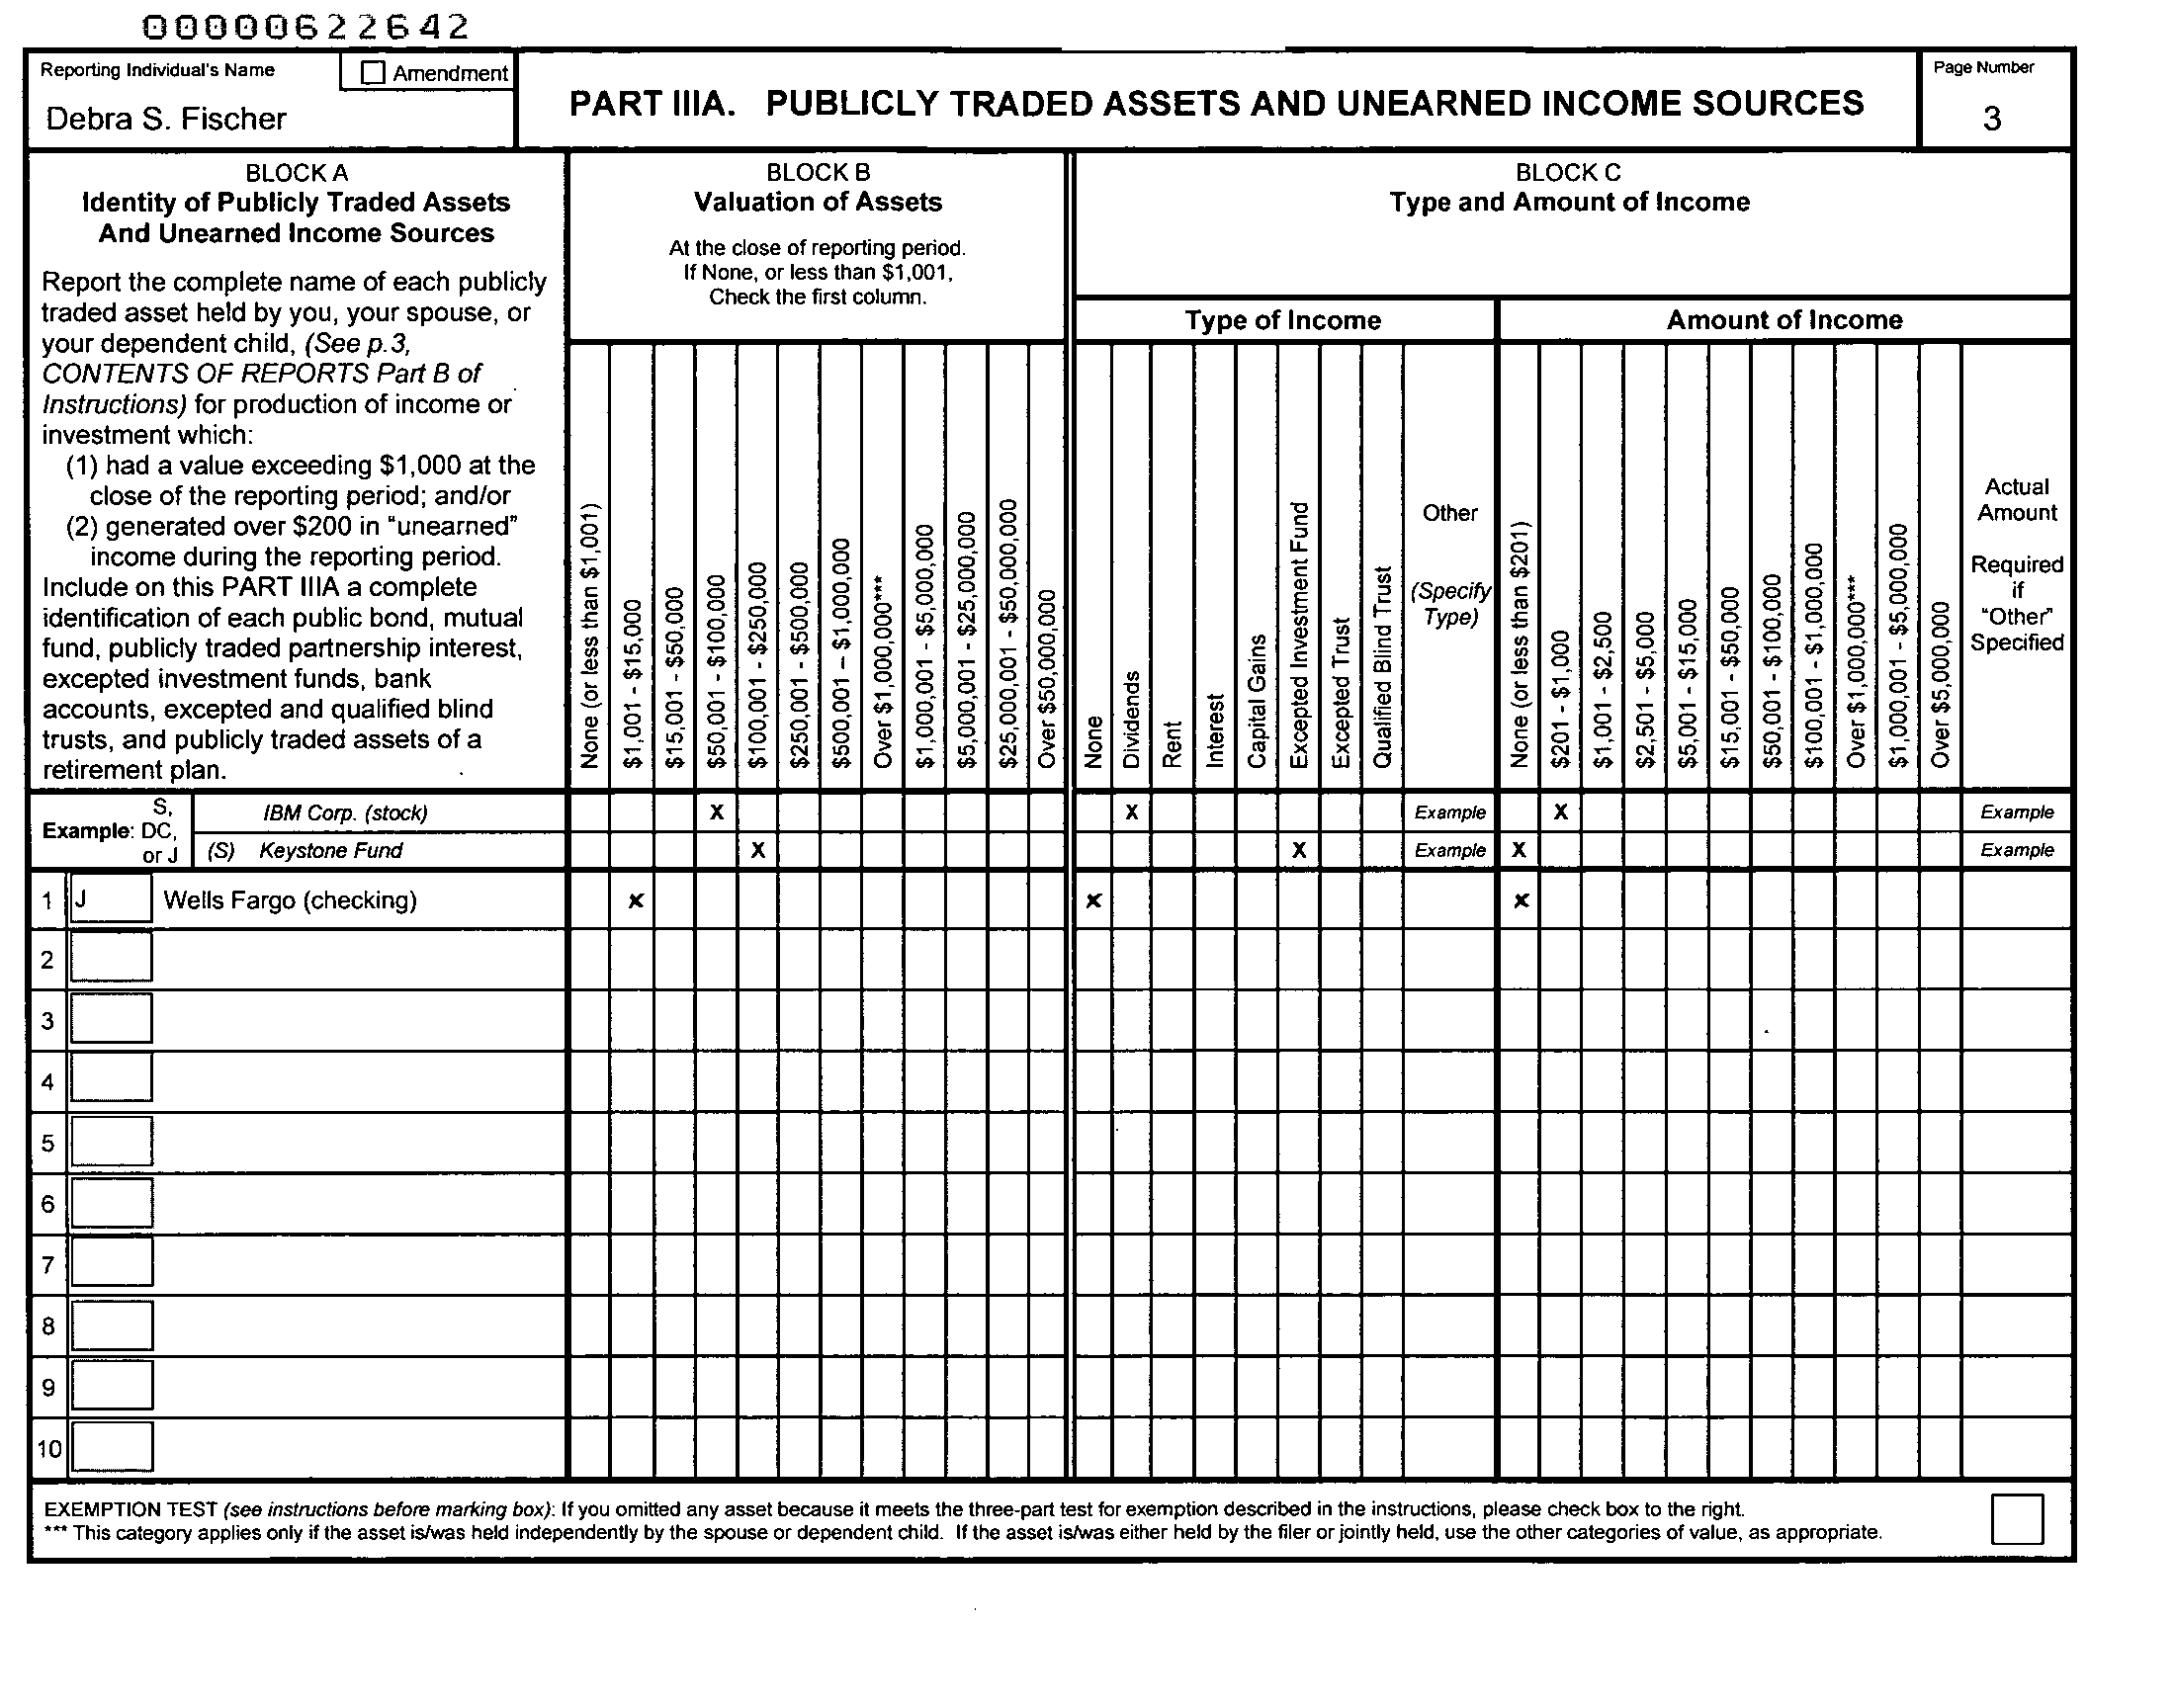 00000622642
Reporting Individual's Name
☐ Amendment
Debra S. Fischer
PART IIIA. PUBLICLY TRADED ASSETS AND UNEARNED INCOME SOURCES
Page Number
3
BLOCK A
Identity of Publicly Traded Assets
And Unearned Income Sources
Report the complete name of each publicly
traded asset held by you, your spouse, or
your dependent child, (See p.3,
CONTENTS OF REPORTS Part B of
Instructions) for production of income or
investment which:
(1) had a value exceeding $1,000 at the
close of the reporting period; and/or
(2) generated over $200 in "unearned"
income during the reporting period.
Include on this PART IIIA a complete
identification of each public bond, mutual
fund, publicly traded partnership interest,
excepted investment funds, bank
accounts, excepted and qualified blind
trusts, and publicly traded assets of a
retirement plan.
BLOCK B
Valuation of Assets
At the close of reporting period.
If None, or less than $1,001,
Check the first column.
None (or less than $1,001)
$1,001 - $15,000
$15,001 - $50,000
$50,001 - $100,000
$100,001 - $250,000
$250,001 - $500,000
$500,001 – $1,000,000
Over $1,000,000***
$1,000,001 - $5,000,000
$5,000,001 - $25,000,000
$25,000,001 - $50,000,000
Over $50,000,000
BLOCK C
Type and Amount of Income
Type of Income
None
Dividends
Rent
Interest
Capital Gains
Excepted Investment Fund
Excepted Trust
Qualified Blind Trust
Other
(Specify
Type)
Amount of Income
None (or less than $201)
$201 - $1,000
$1,001 - $2,500
$2,501 - $5,000
$5,001 - $15,000
$15,001 - $50,000
$50,001 - $100,000
$100,001 - $1,000,000
Over $1,000,000***
$1,000,001 - $5,000,000
Over $5,000,000
Actual
Amount
Required
if
"Other"
Specified
Example: S,
DC,
or J
IBM Corp. (stock) X X Example X Example
(S) Keystone Fund X X Example X Example
1 J Wells Fargo (checking) x x x
2
3
4
5
6
7
8
9
10
EXEMPTION TEST (see instructions before marking box): If you omitted any asset because it meets the three-part test for exemption described in the instructions, please check box to the right.
*** This category applies only if the asset is/was held independently by the spouse or dependent child. If the asset is/was either held by the filer or jointly held, use the other categories of value, as appropriate.